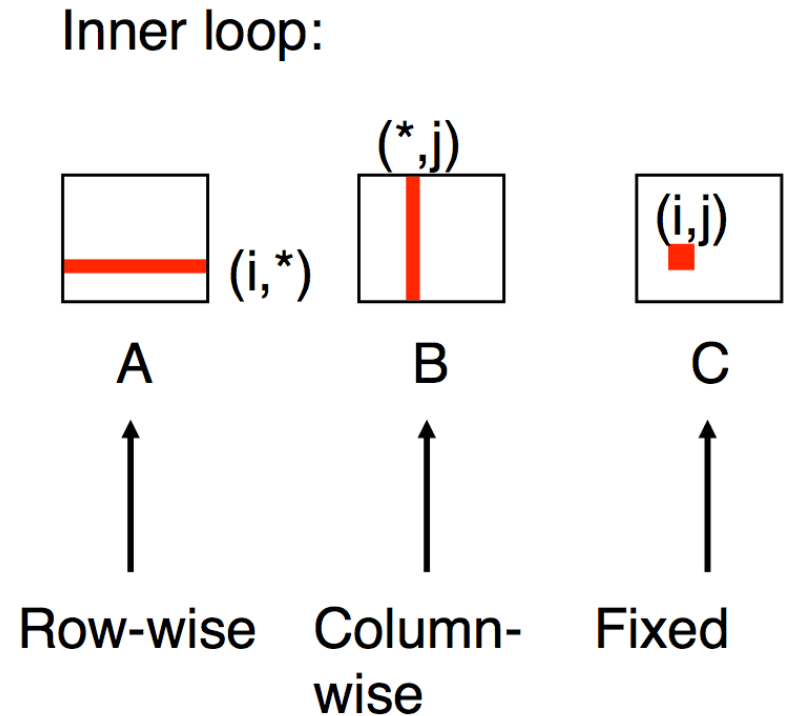 Inner loop:
(*,j)
(i,j)
(i,*)
A
B
C
Row-wise
Column-
wise
Fixed